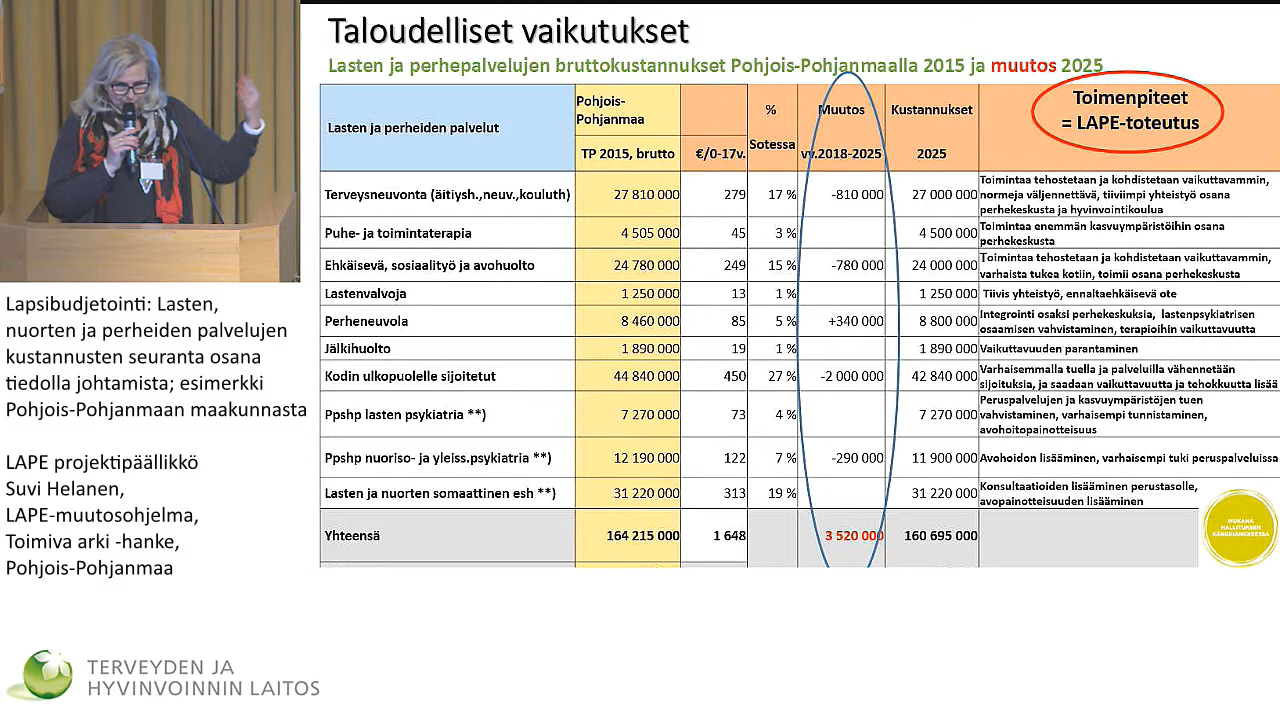 Taloudelliset vaikutukset
Lasten ja perhepalvelujen bruttokustannukset Pohjois-Pohjanmaalla 2015 ja muutos 2025
Lasten ja perheiden palvelut
Pohjois-
Pohjanmaa
TP 2015, brutto
€/0-17v.
%
Sotessa
Muutos
vv.2018-2025
Kustannukset
2025
Toimenpiteet
= LAPE-toteutus
Terveysneuvonta (äitiysh.,neuv.,kouluth) 27 810 000 279 17 % -810 000 27 000 000
Toimintaa tehostetaan ja kohdistetaan vaikuttavammin,
normeja väljennettävä, tiiviimpi yhteistyö osana
perhekeskusta ja hyvinvointikoulua
Puhe- ja toimintaterapia 4 505 000 45 3 % 4 500 000
Toimintaa enemmän kasvuympäristöihin osana
perhekeskusta
Ehkäisevä, sosiaalityö ja avohuolto 24 780 000 249 15 % -780 000 24 000 000
Toimintaa tehostetaan ja kohdistetaan vaikuttavammin,
varhaista tukea kotiin, toimii osana perhekeskusta
Lastenvalvoja 1 250 000 13 1 % 1 250 000 Tiivis yhteistyö, ennaltaehkäisevä ote
Perheneuvola 8 460 000 85 5 % +340 000 8 800 000
Integrointi osaksi perhekeskuksia, lastenpsykiatrisen
osaamisen vahvistaminen, terapioihin vaikuttavuutta
Jälkihuolto 1 890 000 19 1 % 1 890 000 Vaikuttavuuden parantaminen
Kodin ulkopuolelle sijoitetut 44 840 000 450 27 % -2 000 000 42 840 000
Varhaisemmalla tuella ja palveluilla vähennetään
sijoituksia, ja saadaan vaikuttavuutta ja tehokkuutta lisää
Ppshp lasten psykiatria **) 7 270 000 73 4 % 7 270 000
Peruspalvelujen ja kasvuympäristöjen tuen
vahvistaminen, varhaisempi tunnistaminen,
avohoitopainotteisuus
Ppshp nuoriso- ja yleiss.psykiatria **) 12 190 000 122 7 % -290 000 11 900 000 Avohoidon lisääminen, varhaisempi tuki peruspalveluissa
Lasten ja nuorten somaattinen esh **) 31 220 000 313 19 % 31 220 000
Konsultaatioiden lisääminen perustasolle,
avopainotteisuuden lisääminen
Yhteensä 164 215 000 1 648 3 520 000 160 695 000
MUKANA
HALLITUKSEN
KÄRKIHANKKEETSSA
Lapsibudjetointi: Lasten,
nuorten ja perheiden palvelujen
kustannusten seuranta osana
tiedolla johtamista; esimerkki
Pohjois-Pohjanmaan maakunnasta
LAPE projektipäällikkö
Suvi Helanen,
LAPE-muutosohjelma,
Toimiva arki -hanke,
Pohjois-Pohjanmaa
TERVEYDEN JA
HYVINVOINNIN LAITOS